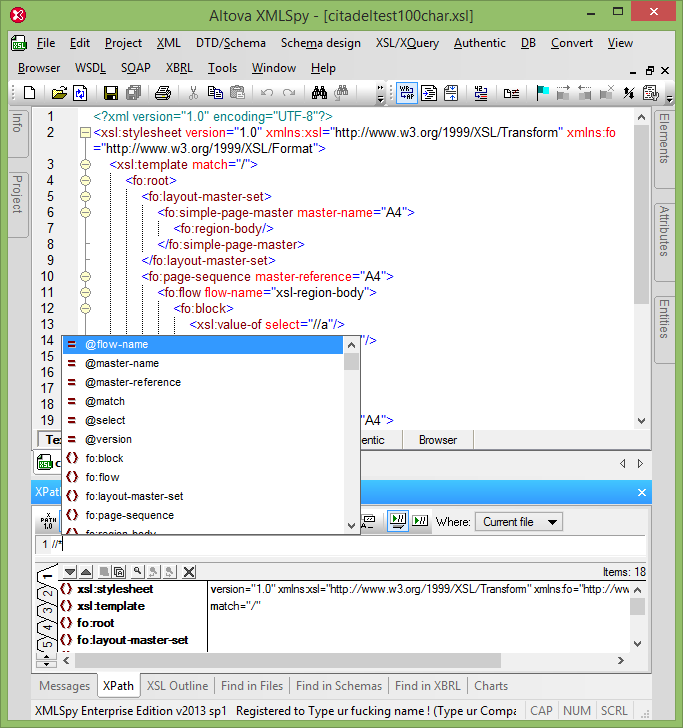 Altova XMLSpy - [citadeltest100char.xsl]
File Edit Project XML DTD/Schema Schema design XSL/XQuery Authentic DB Convert View
Browser WSDL SOAP XBRL Tools Window Help
Info
Project
Elements
Attributes
Entities
1 <?xml version="1.0" encoding="UTF-8"?>
2 <xsl:stylesheet version="1.0" xmlns:xsl="http://www.w3.org/1999/XSL/Transform" xmlns:fo
="http://www.w3.org/1999/XSL/Format">
3 <xsl:template match="/">
4 <fo:root>
5 <fo:layout-master-set>
6 <fo:simple-page-master master-name="A4">
7 <fo:region-body/>
8 </fo:simple-page-master>
9 </fo:layout-master-set>
10 <fo:page-sequence master-reference="A4">
11 <fo:flow flow-name="xsl-region-body">
12 <fo:block>
13 <xsl:value-of select="//a"/>
14 "/>
15
16
17
18
19 "A4">
@flow-name
@master-name
@master-reference
@match
@select
@version
fo:block
fo:flow
fo:layout-master-set
fo:page-sequence
fo:region-body
Tex
entic Browser
XSL c
XPath
XPATH 1.0
Where: Current file
1 //*
Items: 18
1
2
3
4
5
xsl:stylesheet version="1.0" xmlns:xsl="http://www.w3.org/1999/XSL/Transform" xmlns:fo="http://ww
xsl:template match="/"
fo:root
fo:layout-master-set
Messages XPath XSL Outline Find in Files Find in Schemas Find in XBRL Charts
XMLSpy Enterprise Edition v2013 sp1 Registered to Type ur fucking name ! (Type ur Compa CAP NUM SCRL